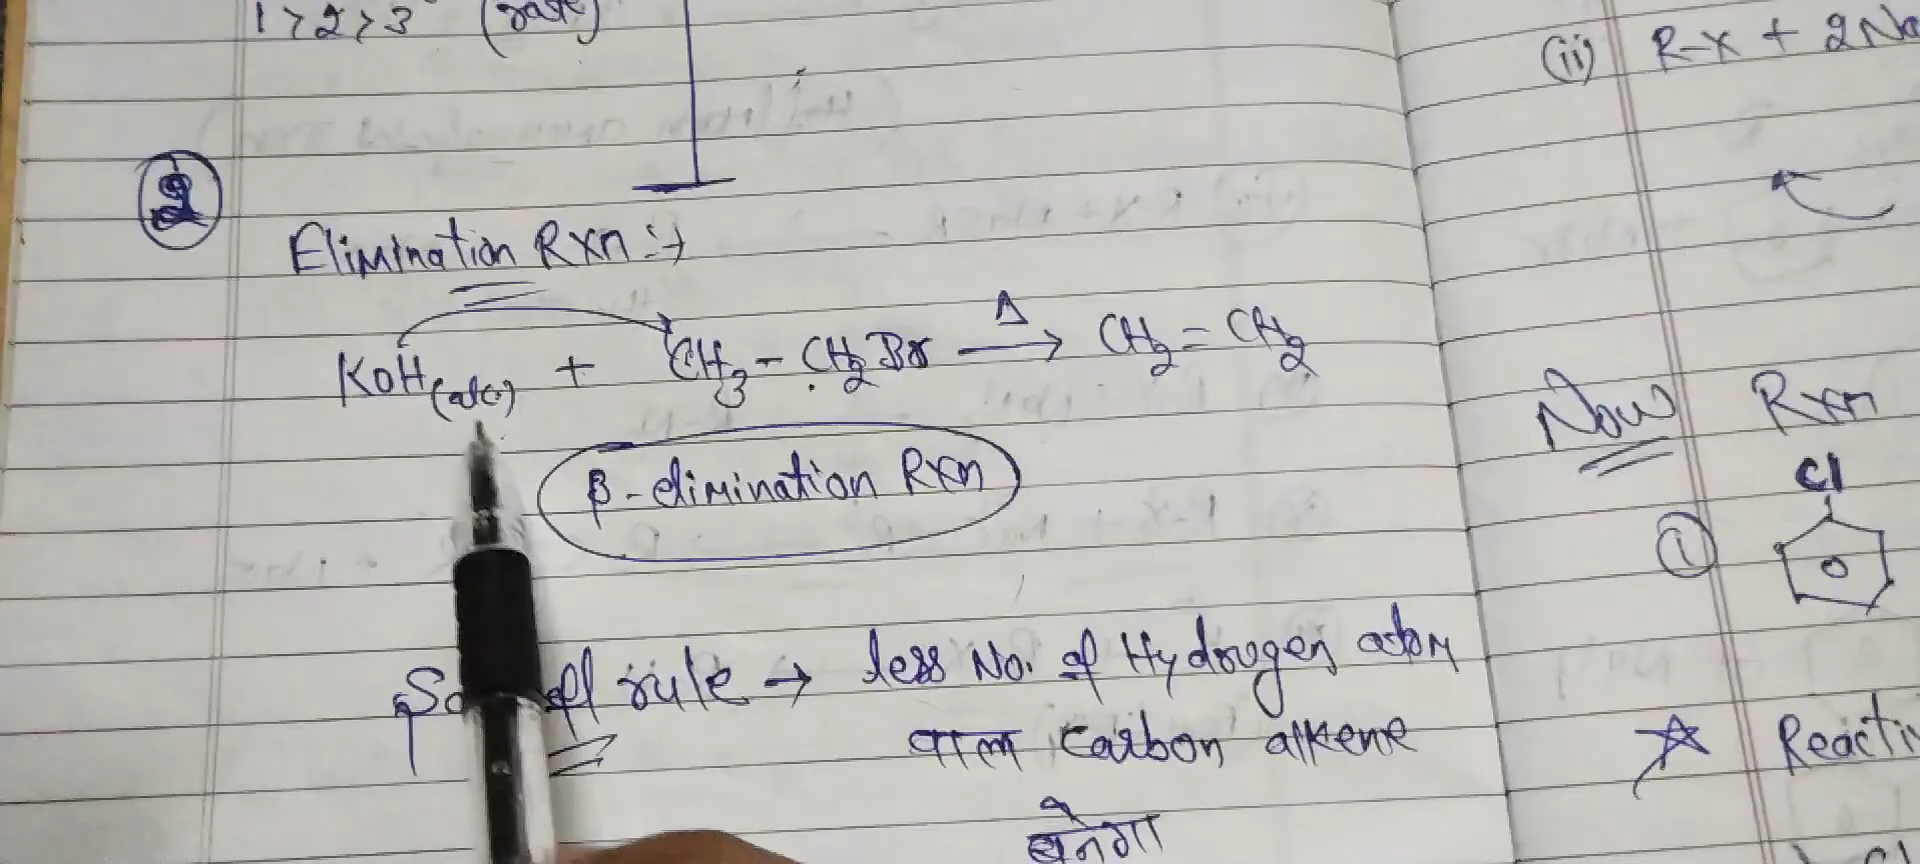 1 > 2 > 3 (rate)
2
Elimination Rxn :→
KOH(alc) + CH3 - CH2Br Δ→ CH2 = CH2
β-elimination Rxn
rule → less No. of Hydrogen atom
वाला carbon alkene
बनेगा
(ii) R-X + 2Na
Now Rxn
Cl
(i)
☆ Reacti